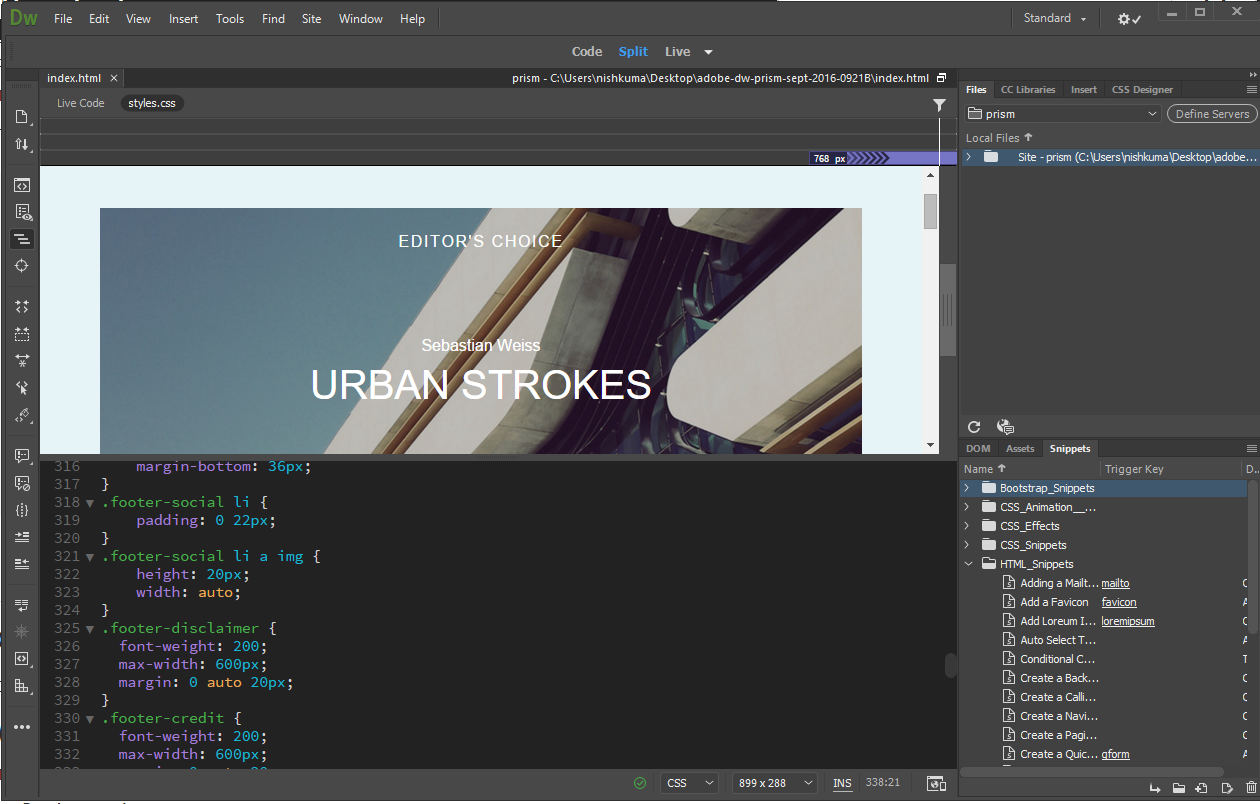 Dw File Edit View Insert Tools Find Site Window Help Standard
Code Split Live
index.html prism - C:\Users\nishkuma\Desktop\adobe-dw-prism-sept-2016-0921B\index.html
Live Code styles.css
768 px
EDITOR'S CHOICE
Sebastian Weiss
URBAN STROKES
316 margin-bottom: 36px;
317 }
318 .footer-social li {
319 padding: 0 22px;
320 }
321 .footer-social li a img {
322 height: 20px;
323 width: auto;
324 }
325 .footer-disclaimer {
326 font-weight: 200;
327 max-width: 600px;
328 margin: 0 auto 20px;
329 }
330 .footer-credit {
331 font-weight: 200;
332 max-width: 600px;
CSS 899 x 288 INS 338:21
Files CC Libraries Insert CSS Designer
prism Define Servers
Local Files
Site - prism (C:\Users\nishkuma\Desktop\adobe...
DOM Assets Snippets
Name Trigger Key D..
Bootstrap_Snippets
CSS_Animation__...
CSS_Effects
CSS_Snippets
HTML_Snippets
Adding a Mailt... mailto
Add a Favicon favicon
Add Loreum I... loremipsum
Auto Select T...
Conditional C...
Create a Back...
Create a Calli...
Create a Navi...
Create a Pagi...
Create a Quic... qform